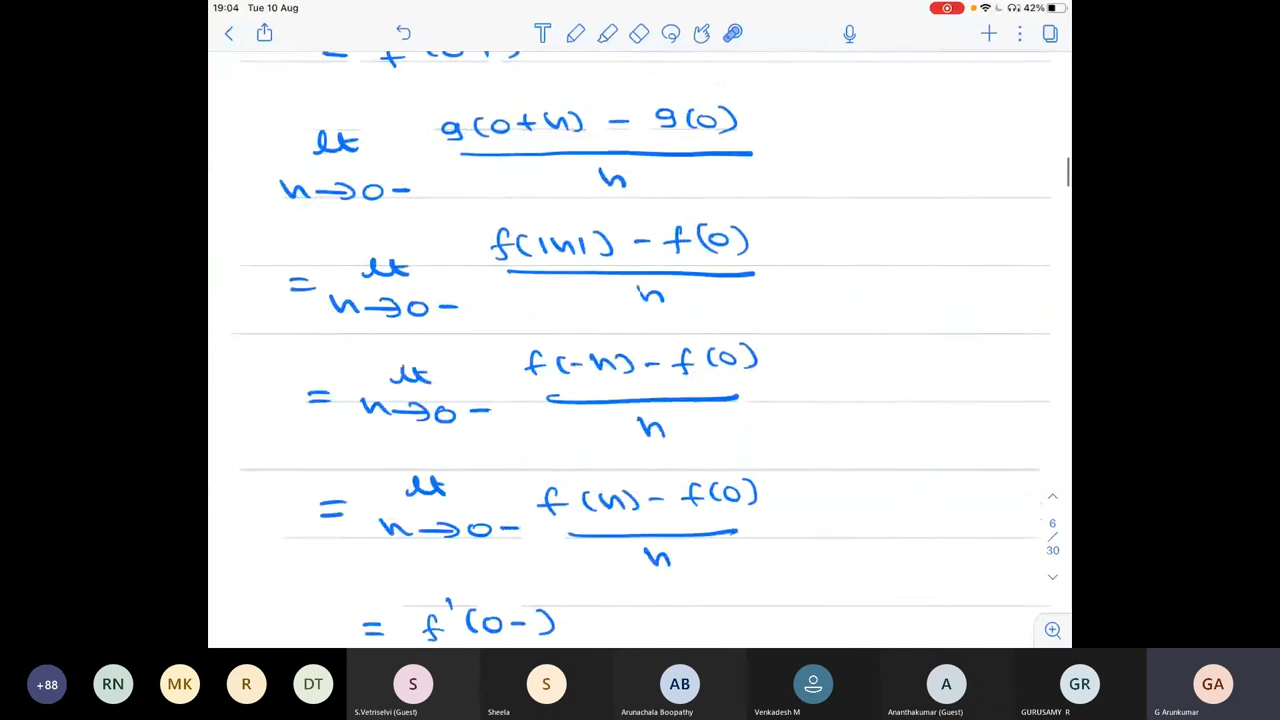 19:04 Tue 10 Aug 42%
lt g(0+h) - g(0)
h→0- h
= lt f(|h|) - f(0)
h→0- h
= lt f(-h) - f(0)
h→0- h
= lt f(h) - f(0)
h→0- h
= f'(0-)
6
/
30
+88 RN MK R DT S S AB A GR GA
S.Vetriselvi (Guest) Sheela Arunachala Boopathy Venkadesh M Ananthakumar (Guest) GURUSAMY R G Arunkumar